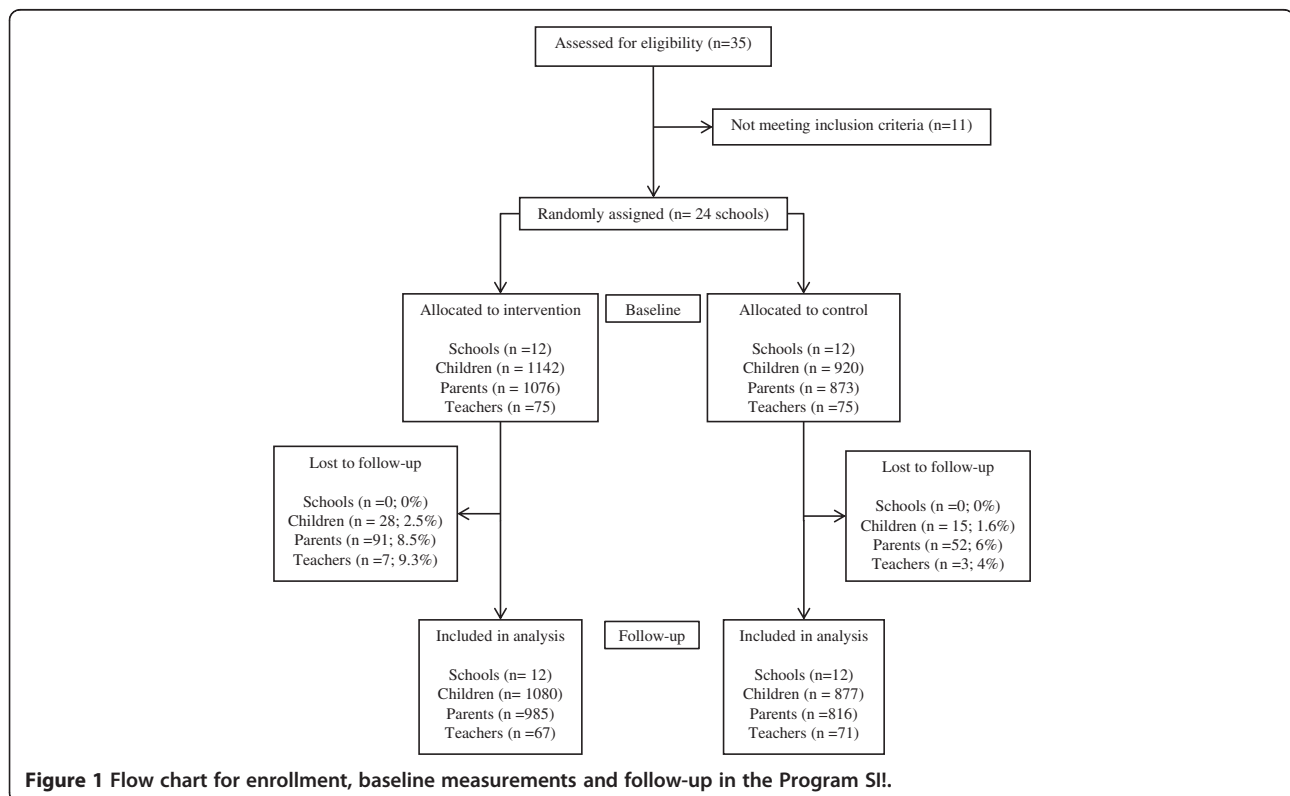 Assessed for eligibility (n=35)
Not meeting inclusion criteria (n=11)
Randomly assigned (n= 24 schools)
Allocated to intervention
Schools (n =12)
Children (n = 1142)
Parents (n = 1076)
Teachers (n =75)
Baseline
Allocated to control
Schools (n =12)
Children (n = 920)
Parents (n = 873)
Teachers (n =75)
Lost to follow-up
Schools (n =0; 0%)
Children (n = 28; 2.5%)
Parents (n =91; 8.5%)
Teachers (n =7; 9.3%)
Lost to follow-up
Schools (n =0; 0%)
Children (n = 15; 1.6%)
Parents (n =52; 6%)
Teachers (n =3; 4%)
Included in analysis
Schools (n= 12)
Children (n= 1080)
Parents (n =985)
Teachers (n =67)
Follow-up
Included in analysis
Schools (n=12)
Children (n = 877)
Parents (n =816)
Teachers (n =71)
Figure 1 Flow chart for enrollment, baseline measurements and follow-up in the Program SI!.